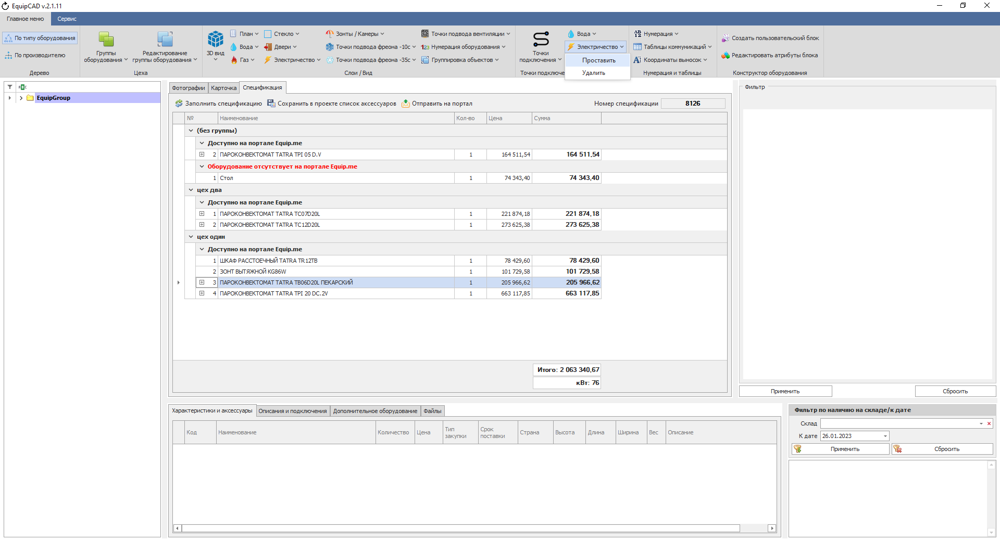 EquipCAD v.2.1.11
Главное меню
Сервис
По типу оборудования
По производителю
Дерево
Группы оборудования
Редактирование группы оборудования
Цеха
3D вид
План
Вода
Газ
Стекло
Двери
Электричество
Зонты / Камеры
Точки подвода фреона -10с
Точки подвода фреона -35с
Точки подвода вентиляции
123 Нумерация оборудования
Группировка объектов
Слои / Вид
Точки подключения
Вода
Электричество
Проставить
Удалить
Точки подключе
Нумерация
Таблицы коммуникаций
Координаты выносок
Нумерация и таблицы
Создать пользовательский блок
Редактировать атрибуты блока
Конструктор оборудования
EquipGroup
Фотографии
Карточка
Спецификация
Заполнить спецификацию
Сохранить в проекте список аксессуаров
Отправить на портал
Номер спецификации 8126
№ Наименование Кол-во Цена Сумма
(без группы)
Доступно на портале Equip.me
2 ПАРОКОНВЕКТОМАТ TATRA TPI 05 D.V 1 164 511,54 164 511,54
Оборудование отсутствует на портале Equip.me
1 Стол 1 74 343,40 74 343,40
цех два
Доступно на портале Equip.me
1 ПАРОКОНВЕКТОМАТ TATRA TC07D20L 1 221 874,18 221 874,18
2 ПАРОКОНВЕКТОМАТ TATRA TC12D20L 1 273 625,38 273 625,38
цех один
Доступно на портале Equip.me
1 ШКАФ РАССТОЕЧНЫЙ TATRA TR12TB 1 78 429,60 78 429,60
2 ЗОНТ ВЫТЯЖНОЙ KG86W 1 101 729,58 101 729,58
3 ПАРОКОНВЕКТОМАТ TATRA TB06D20L ПЕКАРСКИЙ 1 205 966,62 205 966,62
4 ПАРОКОНВЕКТОМАТ TATRA TPI 20 DC.2V 1 663 117,85 663 117,85
Итого: 2 063 340,67
кВт: 76
Фильтр
Применить
Сбросить
Характеристики и аксессуары
Описания и подключения
Дополнительное оборудование
Файлы
Код Наименование Количество Цена Тип закупки Срок поставки Страна Высота Длина Ширина Вес Описание
Фильтр по наличию на складе/к дате
Склад
К дате 26.01.2023
Применить
Сбросить